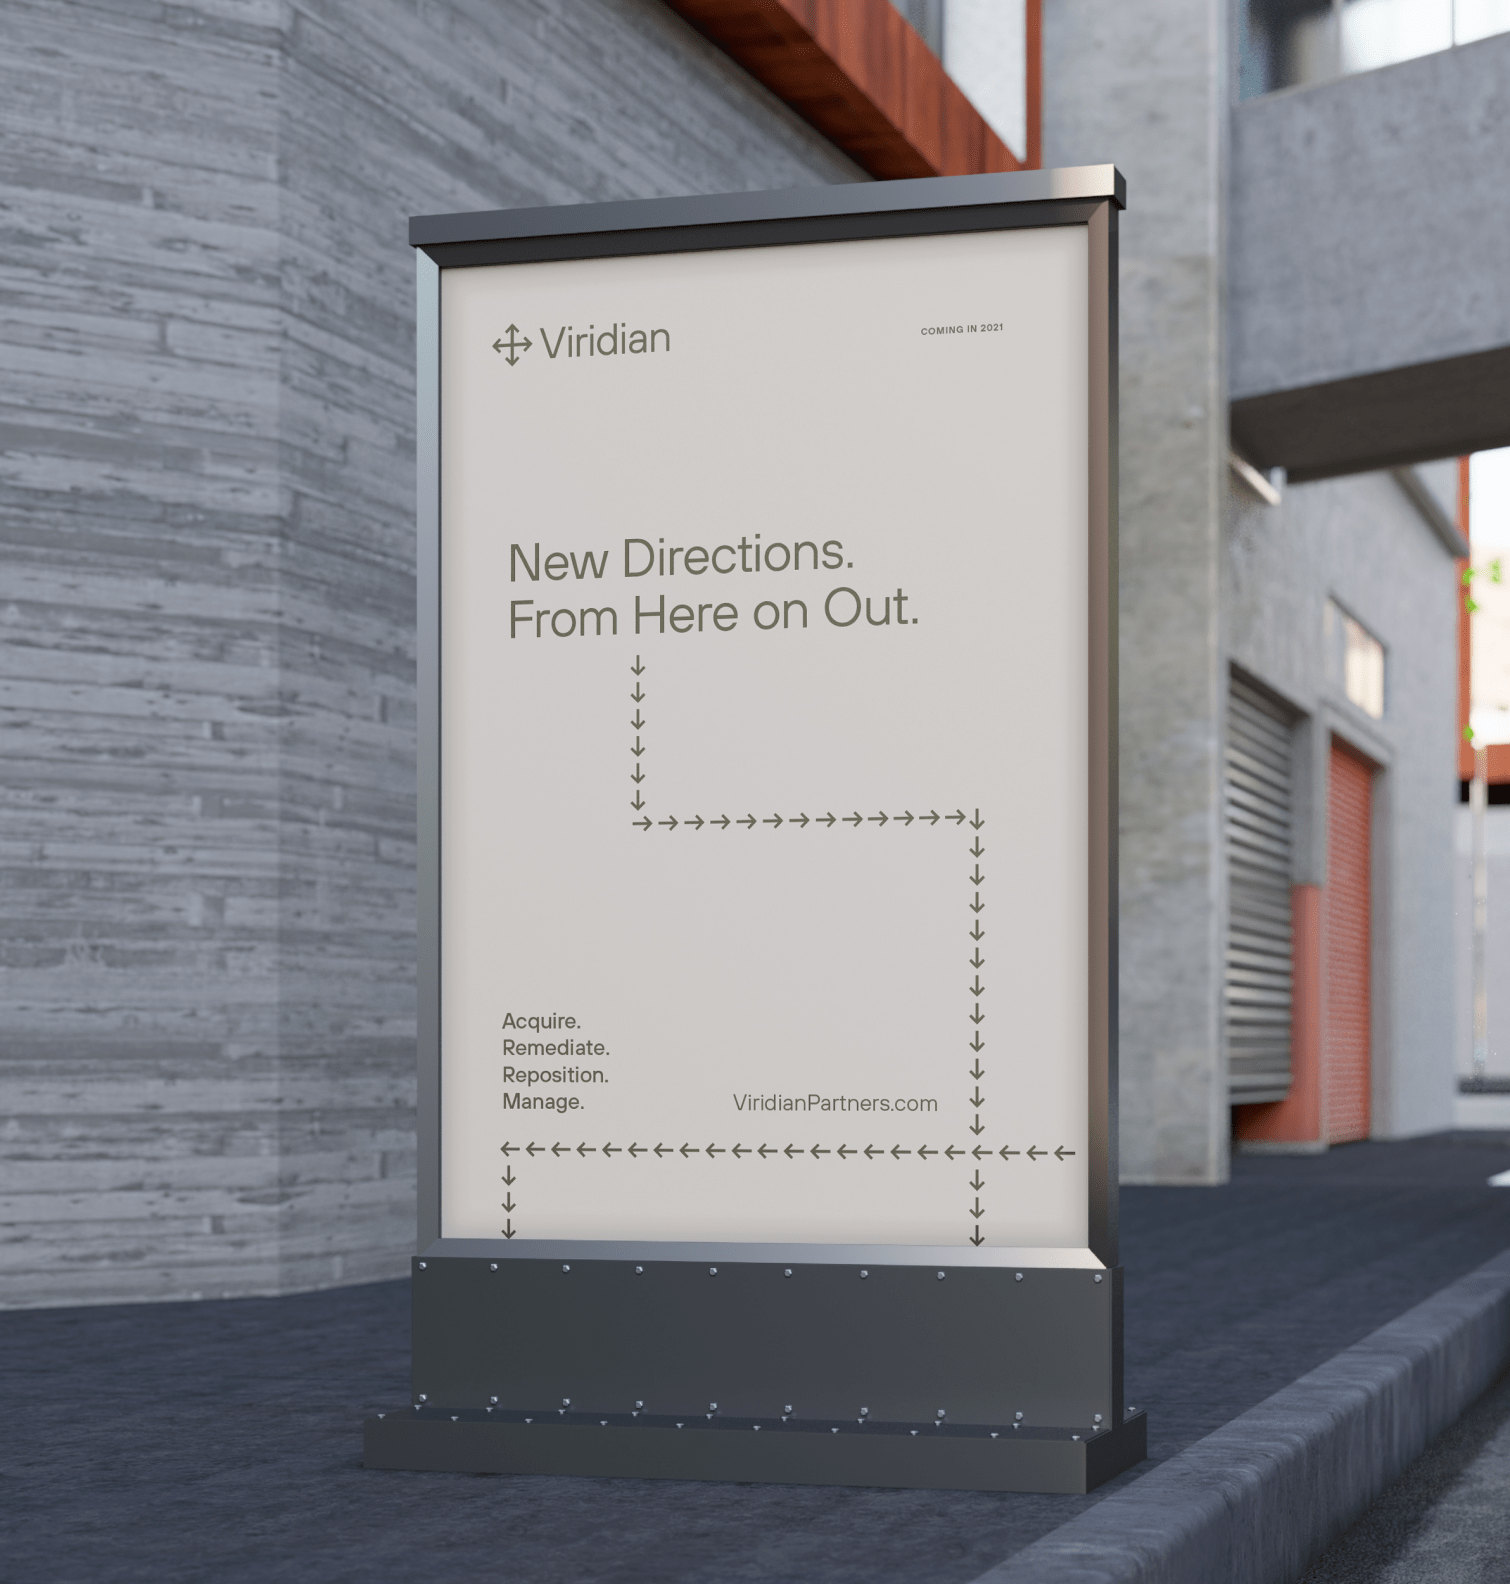 Viridian
COMING IN 2021
New Directions.
From Here on Out.
Acquire.
Remediate.
Reposition.
Manage.
ViridianPartners.com